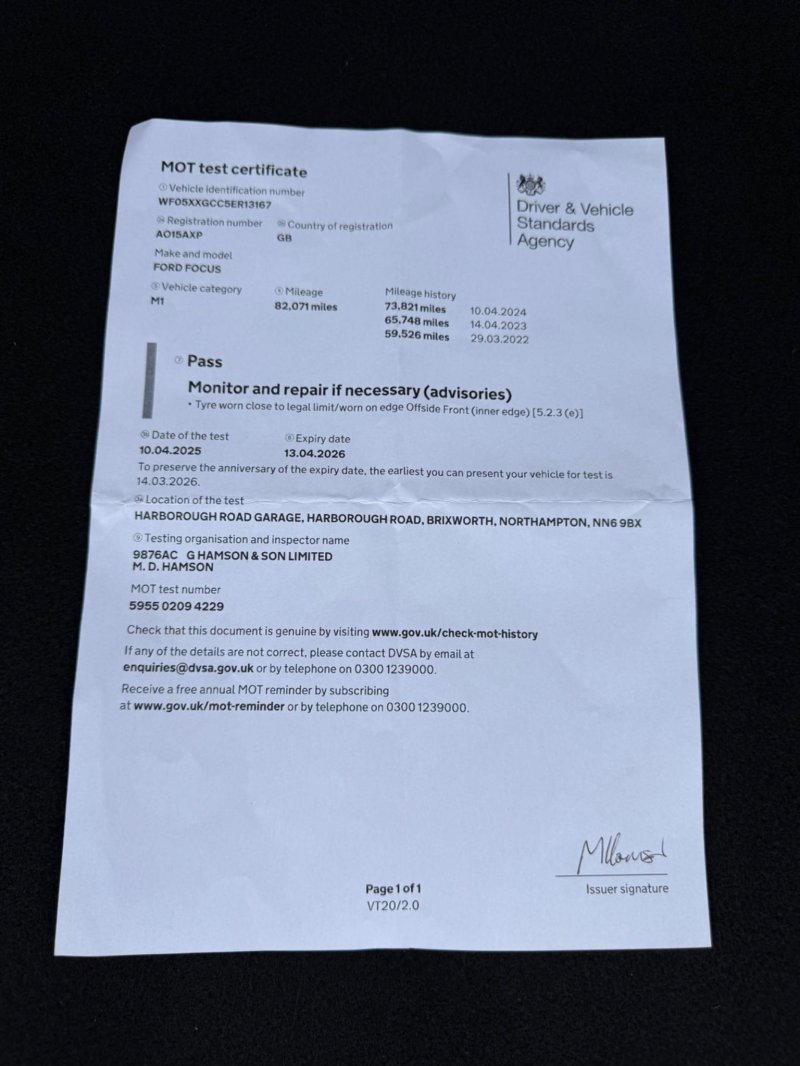 MOT test certificate
① Vehicle identification number
WF05XXGCC5ER13167
Registration number
AO15AXP
Country of registration
GB
Make and model
FORD FOCUS
Vehicle category
M1
Mileage
82,071 miles
Mileage history
73,821 miles 10.04.2024
65,748 miles 14.04.2023
59,526 miles 29.03.2022
Driver & Vehicle
Standards
Agency
⑦ Pass
Monitor and repair if necessary (advisories)
• Tyre worn close to legal limit/worn on edge Offside Front (inner edge) [5.2.3 (e)]
Date of the test
10.04.2025
Expiry date
13.04.2026
To preserve the anniversary of the expiry date, the earliest you can present your vehicle for test is
14.03.2026.
Location of the test
HARBOROUGH ROAD GARAGE, HARBOROUGH ROAD, BRIXWORTH, NORTHAMPTON, NN6 9BX
⑨ Testing organisation and inspector name
9876AC G HAMSON & SON LIMITED
M. D. HAMSON
MOT test number
5955 0209 4229
Check that this document is genuine by visiting www.gov.uk/check-mot-history
If any of the details are not correct, please contact DVSA by email at
enquiries@dvsa.gov.uk or by telephone on 0300 1239000.
Receive a free annual MOT reminder by subscribing
at www.gov.uk/mot-reminder or by telephone on 0300 1239000.
Issuer signature
Page 1 of 1
VT20/2.0